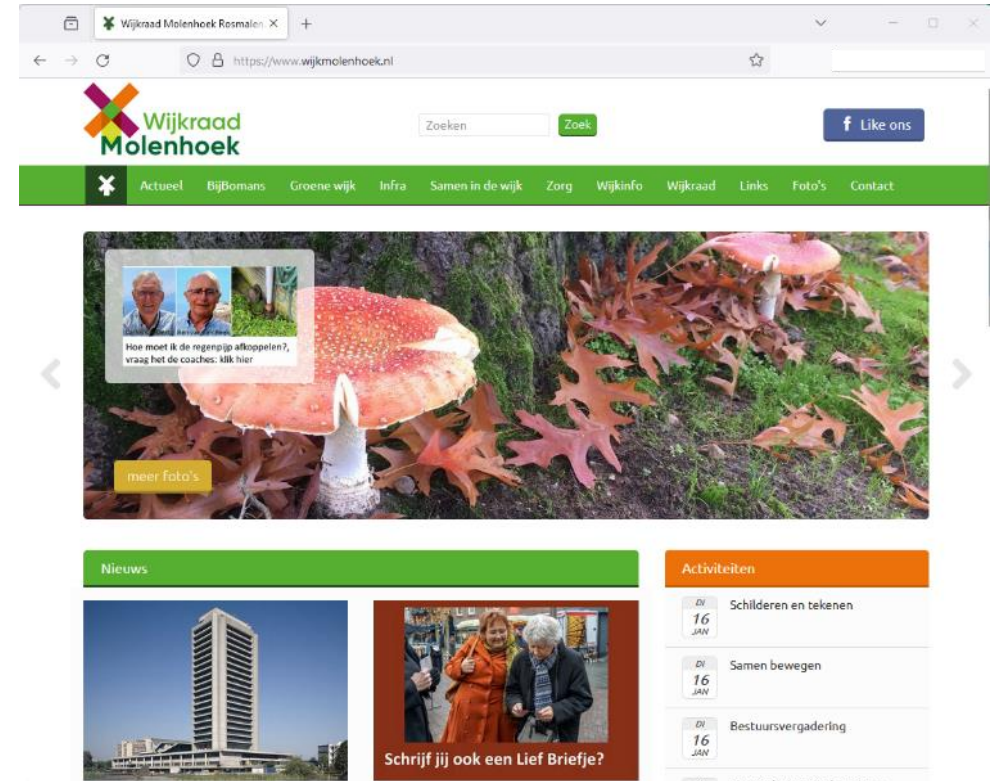 Wijkraad Molenhoek Rosmalen
https://www.wijkmolenhoek.nl
Wijkraad
Molenhoek
Zoeken
Zoek
f Like ons
Actueel BijBomans Groene wijk Infra Samen in de wijk Zorg Wijkinfo Wijkraad Links Foto's Contact
Hoe moet ik de regenpijp afkoppelen?,
vraag het de coaches: klik hier
meer foto's
Nieuws
Schrijf jij ook een Lief Briefje?
Activiteiten
DI
16
JAN
Schilderen en tekenen
DI
16
JAN
Samen bewegen
DI
16
JAN
Bestuursvergadering